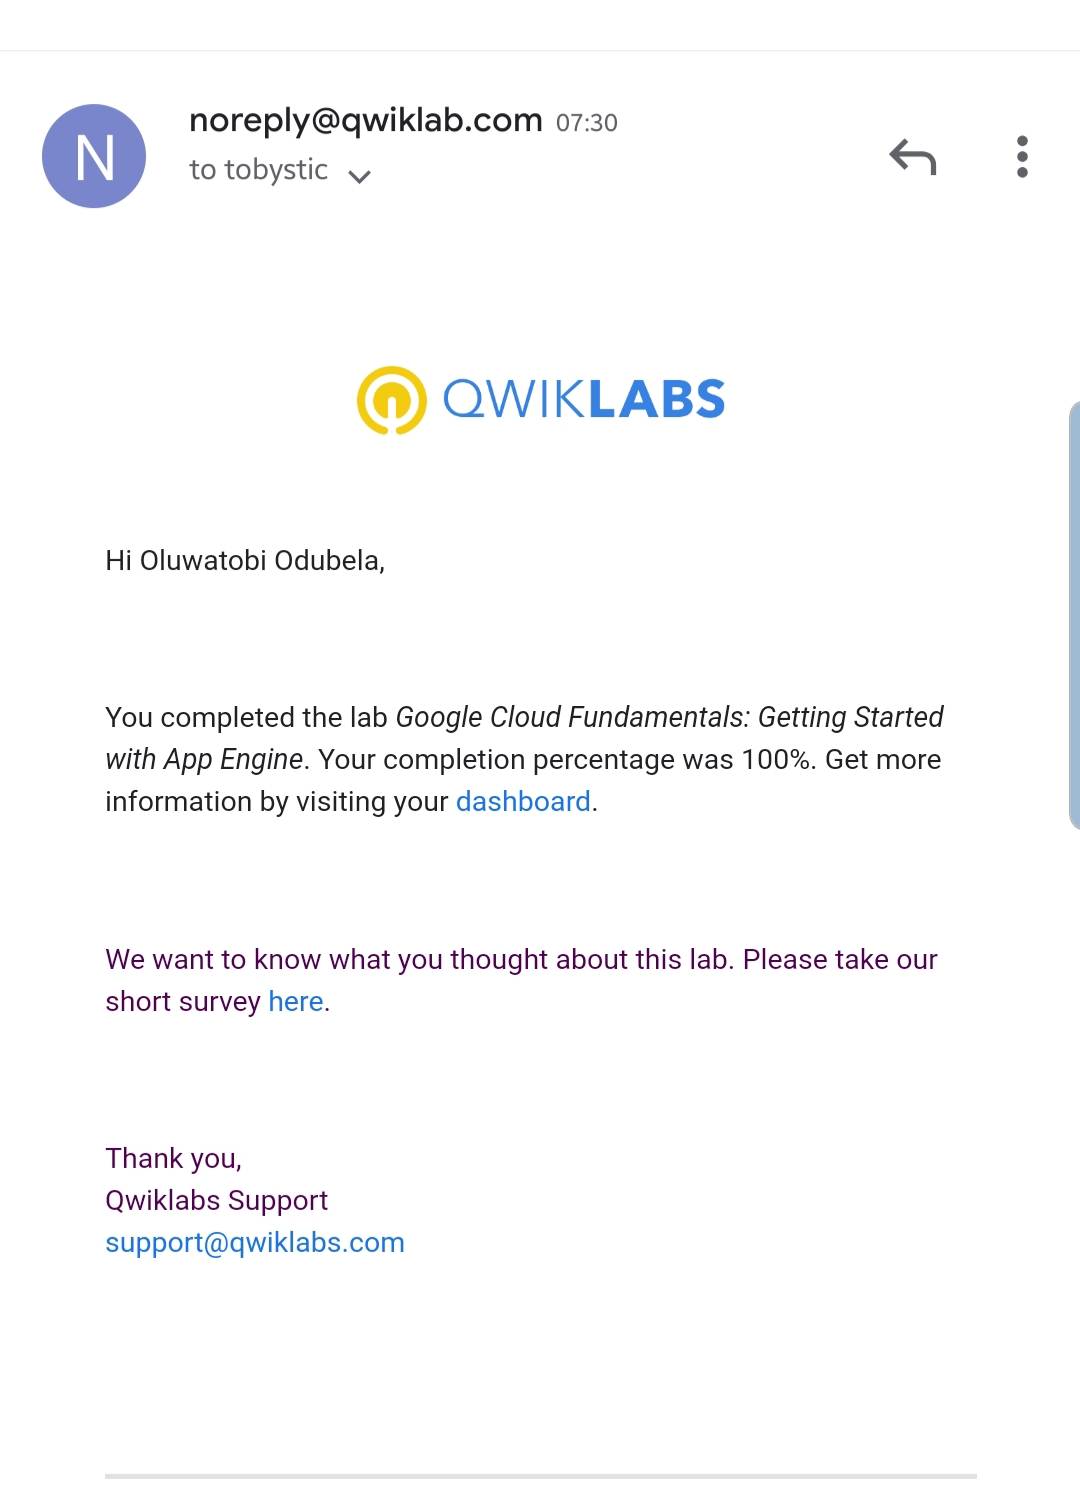 N
noreply@qwiklab.com 07:30
to tobystic
QWIKLABS
Hi Oluwatobi Odubela,
You completed the lab Google Cloud Fundamentals: Getting Started
with App Engine. Your completion percentage was 100%. Get more
information by visiting your dashboard.
We want to know what you thought about this lab. Please take our
short survey here.
Thank you,
Qwiklabs Support
support@qwiklabs.com